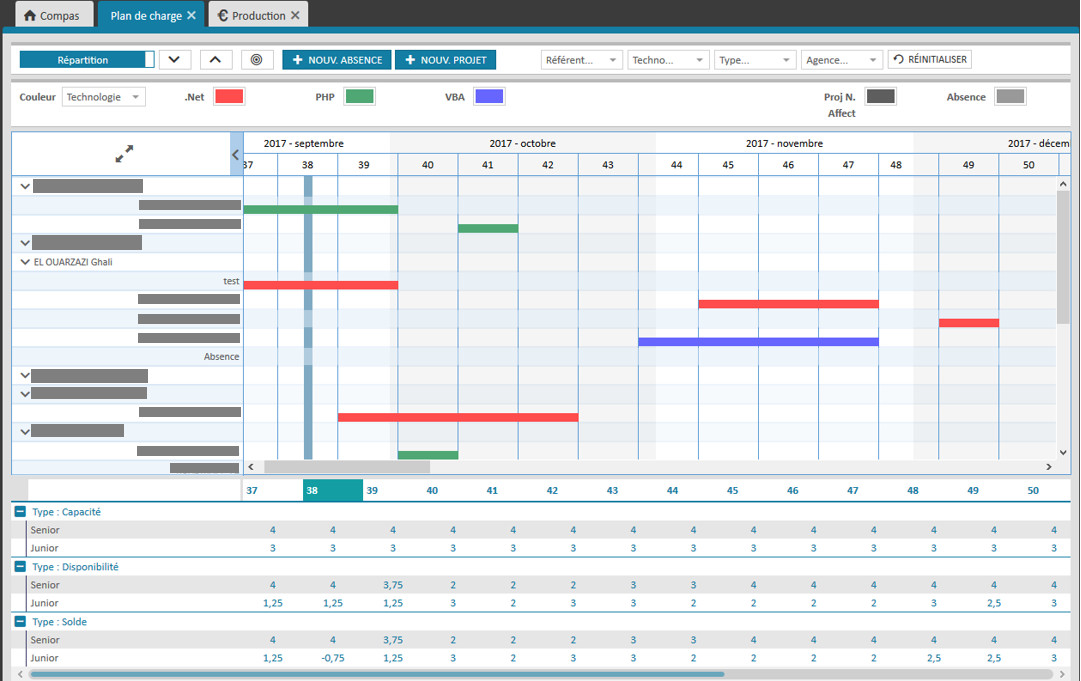 Compas Plan de charge Production
Répartition NOUV. ABSENCE NOUV. PROJET Référent... Techno... Type... Agence... RÉINITIALISER
Couleur Technologie .Net PHP VBA Proj N. Affect Absence
2017 - septembre 2017 - octobre 2017 - novembre 2017 - décem
37 38 39 40 41 42 43 44 45 46 47 48 49 50
EL OUARZAZI Ghali
test
Absence
37 38 39 40 41 42 43 44 45 46 47 48 49 50
Type : Capacité
Senior 4 4 4 4 4 4 4 4 4 4 4 4 4 4
Junior 3 3 3 3 3 3 3 3 3 3 3 3 3 3
Type : Disponibilité
Senior 4 4 3,75 2 2 2 3 3 4 4 4 4 4 4
Junior 1,25 1,25 1,25 3 2 3 3 2 2 2 2 3 2,5 3
Type : Solde
Senior 4 4 3,75 2 2 2 3 3 4 4 4 4 4 4
Junior 1,25 -0,75 1,25 3 2 3 3 2 2 2 2 2,5 2,5 3